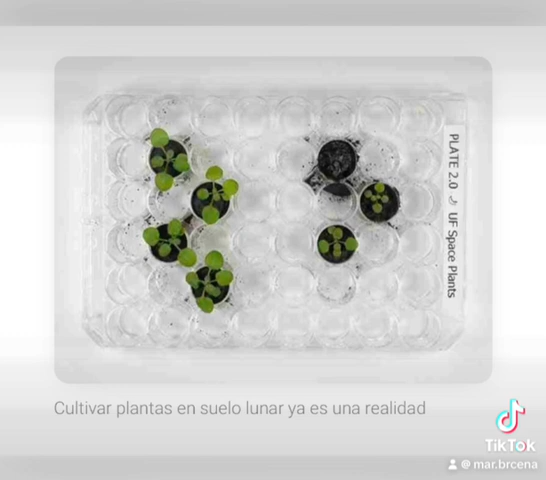 PLATE 2.0 UF Space Plants
Cultivar plantas en suelo lunar ya es una realidad
TikTok
@ mar.brcena